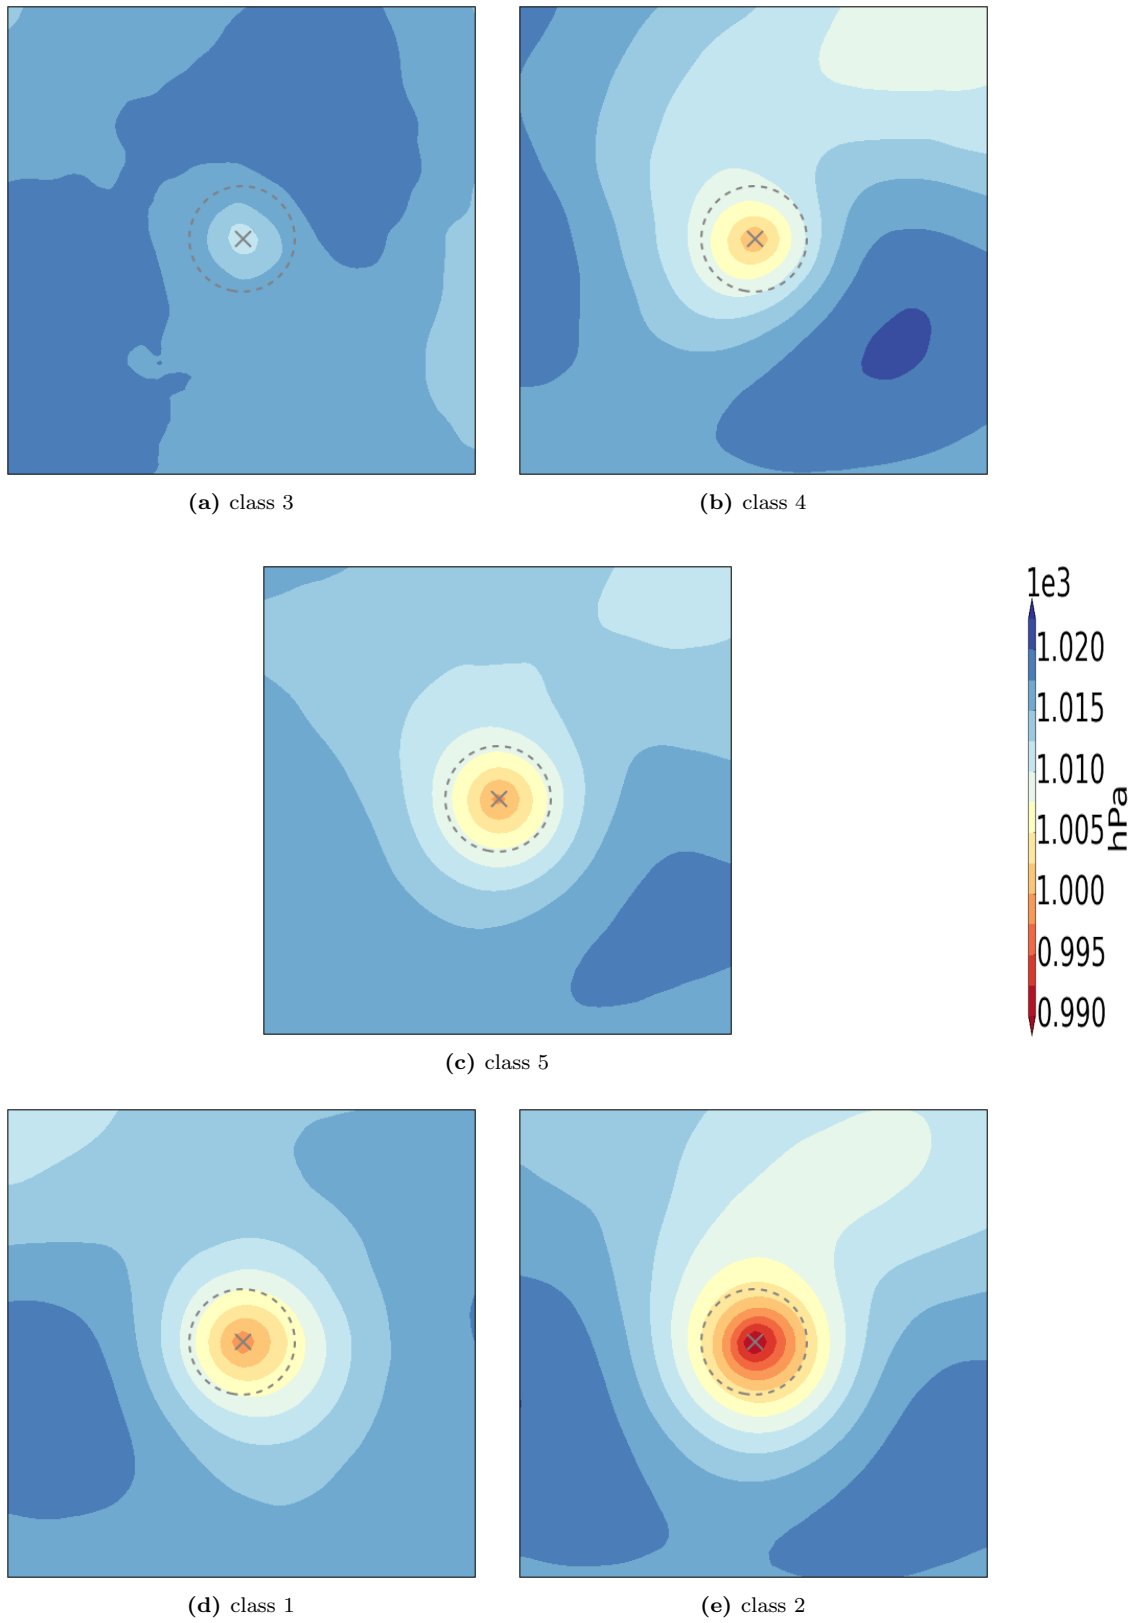 (a) class 3
(b) class 4
1e3
1.020
1.015
1.010
1.005
1.000
0.995
0.990
hPa
(c) class 5
(d) class 1
(e) class 2